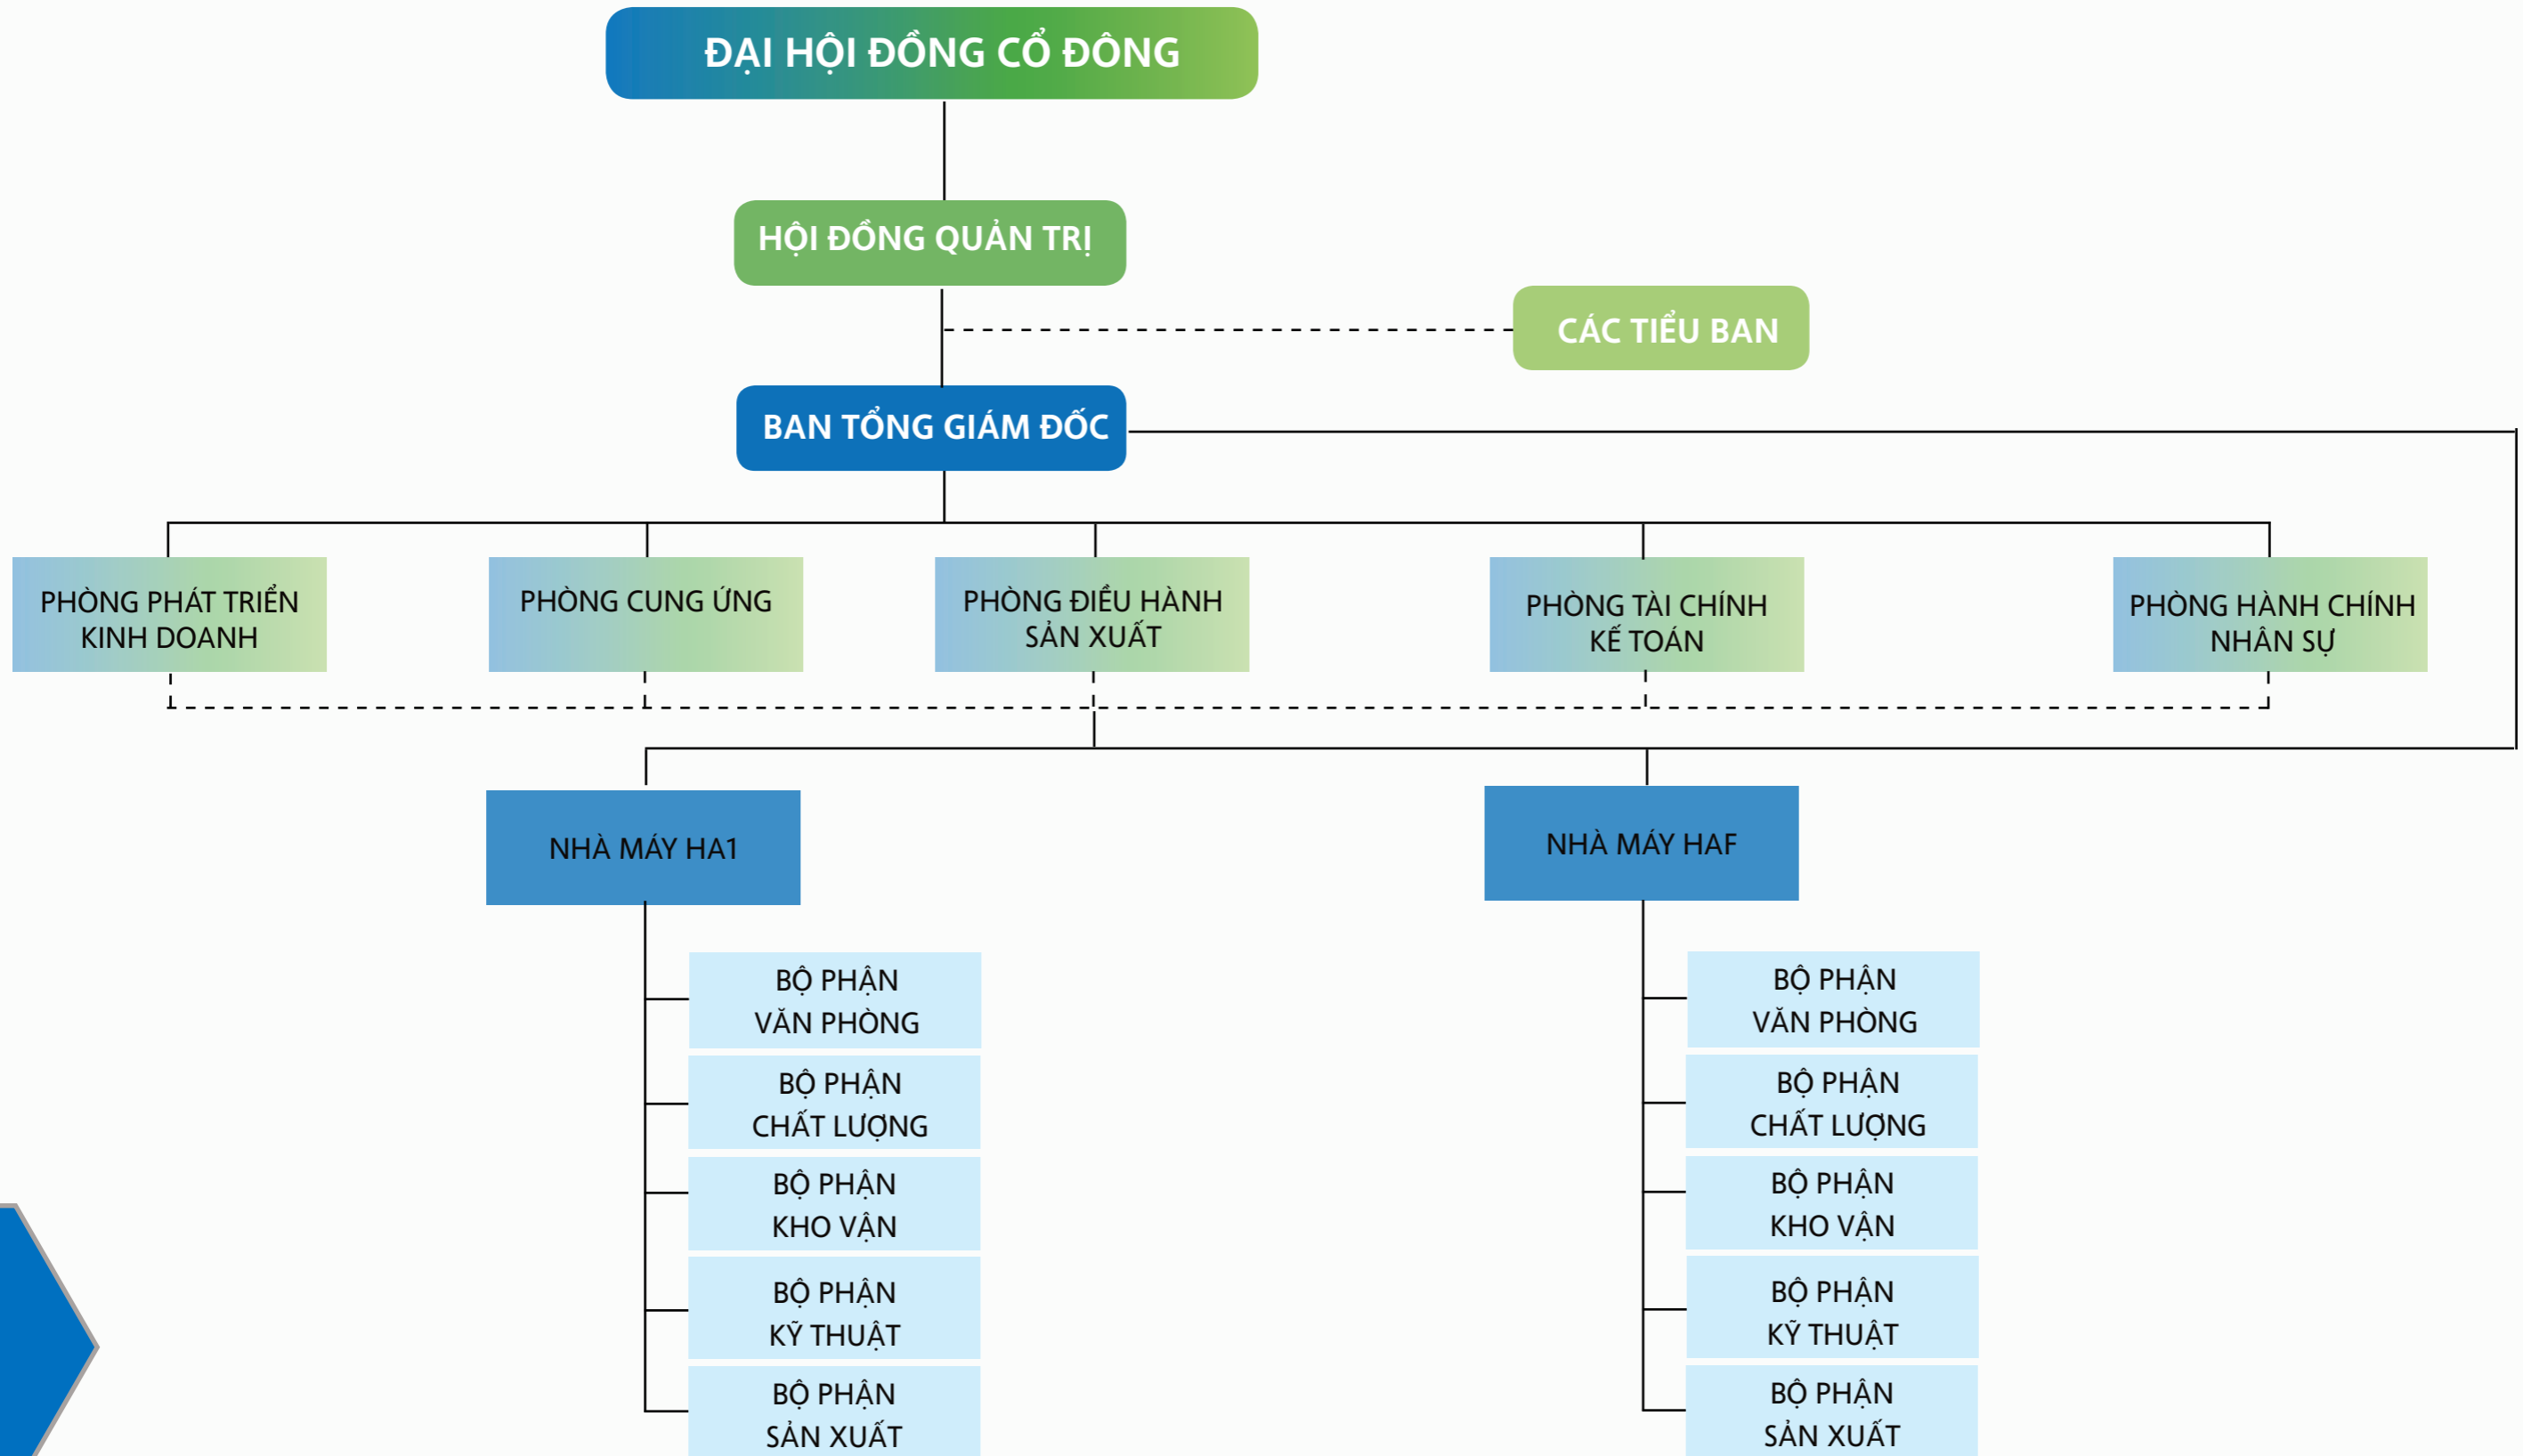 ĐẠI HỘI ĐỒNG CỔ ĐÔNG
HỘI ĐỒNG QUẢN TRỊ
CÁC TIỂU BAN
BAN TỔNG GIÁM ĐỐC
PHÒNG PHÁT TRIỂN
KINH DOANH
PHÒNG CUNG ỨNG
PHÒNG ĐIỀU HÀNH
SẢN XUẤT
PHÒNG TÀI CHÍNH
KẾ TOÁN
PHÒNG HÀNH CHÍNH
NHÂN SỰ
NHÀ MÁY HA1
NHÀ MÁY HAF
BỘ PHẬN
VĂN PHÒNG
BỘ PHẬN
CHẤT LƯỢNG
BỘ PHẬN
KHO VẬN
BỘ PHẬN
KỸ THUẬT
BỘ PHẬN
SẢN XUẤT
BỘ PHẬN
VĂN PHÒNG
BỘ PHẬN
CHẤT LƯỢNG
BỘ PHẬN
KHO VẬN
BỘ PHẬN
KỸ THUẬT
BỘ PHẬN
SẢN XUẤT